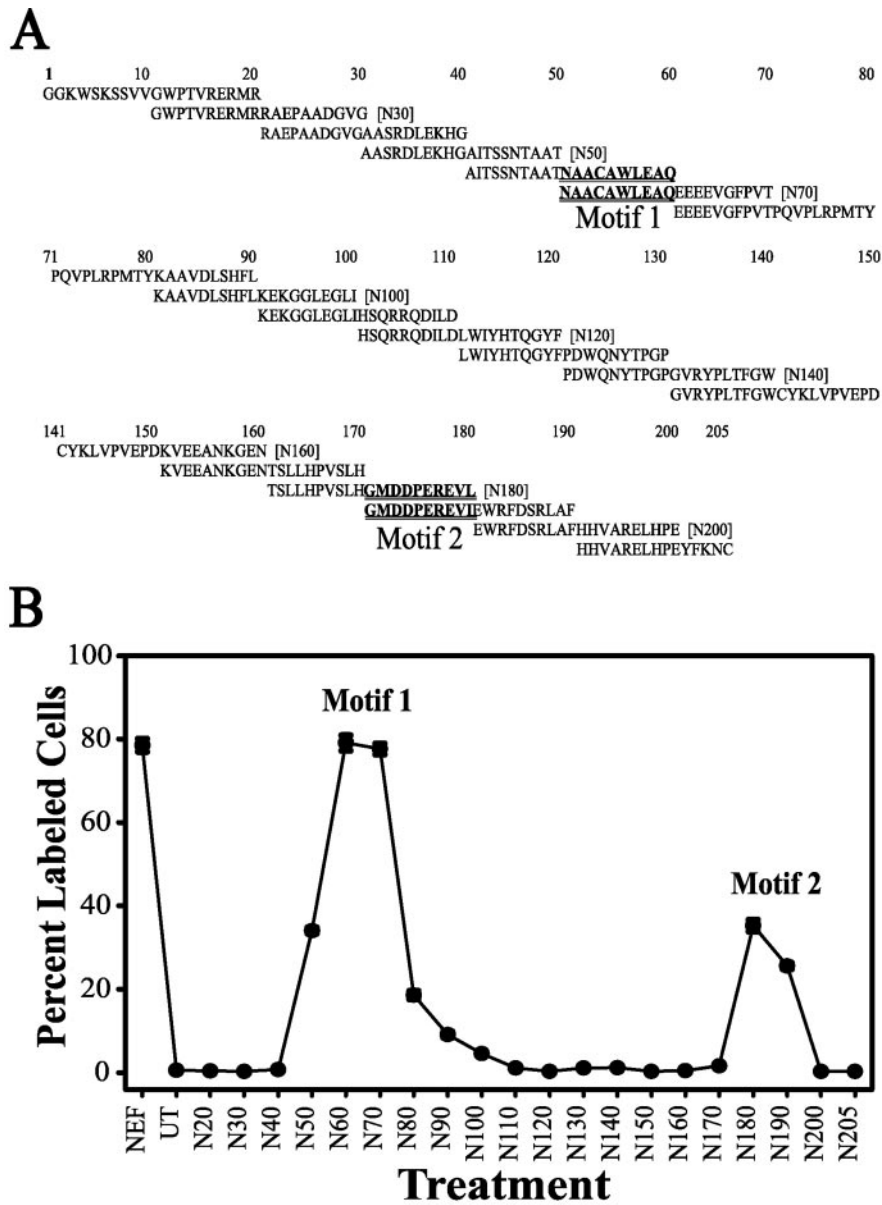 A
1 10 20 30 40 50 60 70 80
GGKWSKSSVVGWPTVRERMR
GWPTVRERMRRAEPAADGVG [N30]
RAEPAADGVGAASRDLEKHG
AASRDLEKHGAITSSNTAAT [N50]
AITSSNTAATNAACAWLEAQ
NAACAWLEAQEEEEVGFPVT [N70]
Motif 1 EEEEVGFPVTPQVPLRPMTY
71 80 90 100 110 120 130 140 150
PQVPLRPMTYKAAVDLSHFL
KAAVDLSHFLKEKGGLEGLI [N100]
KEKGGLEGLIHSQRRQDILD
HSQRRQDILDLWIYHTQGYF [N120]
LWIYHTQGYFPDWQNYTPGP
PDWQNYTPGPGVRYPLTFGW [N140]
GVRYPLTFGWCYKLVPVEPD
141 150 160 170 180 190 200 205
CYKLVPVEPDKVEEANKGEN [N160]
KVEEANKGENTSLLHPVSLH
TSLLHPVSLHGMDDPEREVL [N180]
GMDDPEREVLEWRFDSRLAF
Motif 2 EWRFDSRLAFHHVARELHPE [N200]
HHVARELHPEYFKNC
B
Percent Labeled Cells
100
80
60
40
20
0
Motif 1
Motif 2
NEF UT N20 N30 N40 N50 N60 N70 N80 N90 N100 N110 N120 N130 N140 N150 N160 N170 N180 N190 N200 N205
Treatment